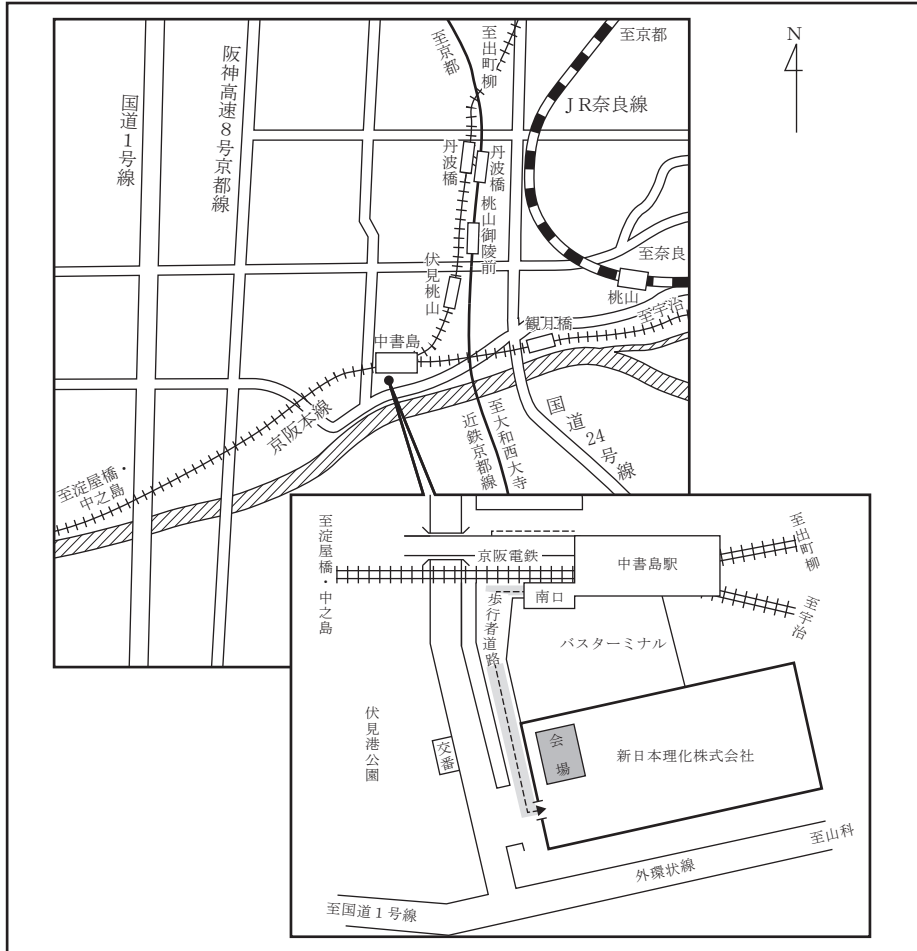 N
至京都
至出町柳
至京都
JR奈良線
国道1号線
阪神高速8号京都線
丹波橋
丹波橋
桃山御陵前
伏見桃山
至奈良
桃山
至宇治
観月橋
中書島
京阪本線
至淀屋橋・
中之島
近鉄京都線
至大和西大寺
国道24号線
至淀屋橋・中之島
京阪電鉄
中書島駅
至出町柳
至宇治
南口
歩行者道路
バスターミナル
伏見港公園
交番
会場
新日本理化株式会社
外環状線
至山科
至国道1号線